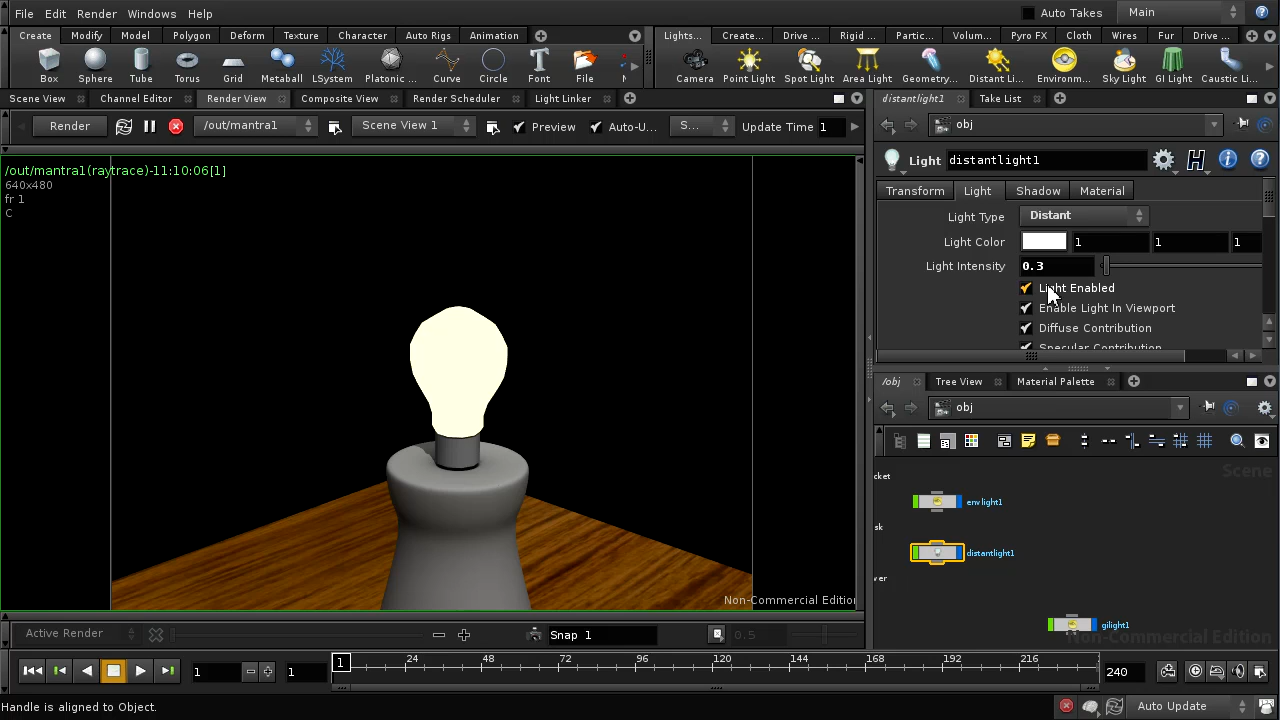 File Edit Render Windows Help Auto Takes Main
Create Modify Model Polygon Deform Texture Character Auto Rigs Animation Lights... Create... Drive ... Rigid ... Partic... Volum... Pyro FX Cloth Wires Fur Drive ...
Box Sphere Tube Torus Grid Metaball LSystem Platonic ... Curve Circle Font File Camera Point Light Spot Light Area Light Geometry... Distant Li... Environm... Sky Light GI Light Caustic Li...
Scene View Channel Editor Render View Composite View Render Scheduler Light Linker distantlight1 Take List
Render /out/mantra1 Scene View 1 Preview Auto-U... S... Update Time 1 obj
Light distantlight1
/out/mantra1(raytrace)-11:10:06[1]
640x480
fr 1
C
Transform Light Shadow Material
Light Type Distant
Light Color 1 1 1
Light Intensity 0.3
Light Enabled
Enable Light In Viewport
Diffuse Contribution
Specular Contribution
/obj Tree View Material Palette
obj
Scene
cket
envlight1
sk
distantlight1
ver
gilight1
Non-Commercial Edition
Non-Commercial Editio
Active Render Snap 1 0.5
1 1 1 24 48 72 96 120 144 168 192 216 240
Handle is aligned to Object. Auto Update